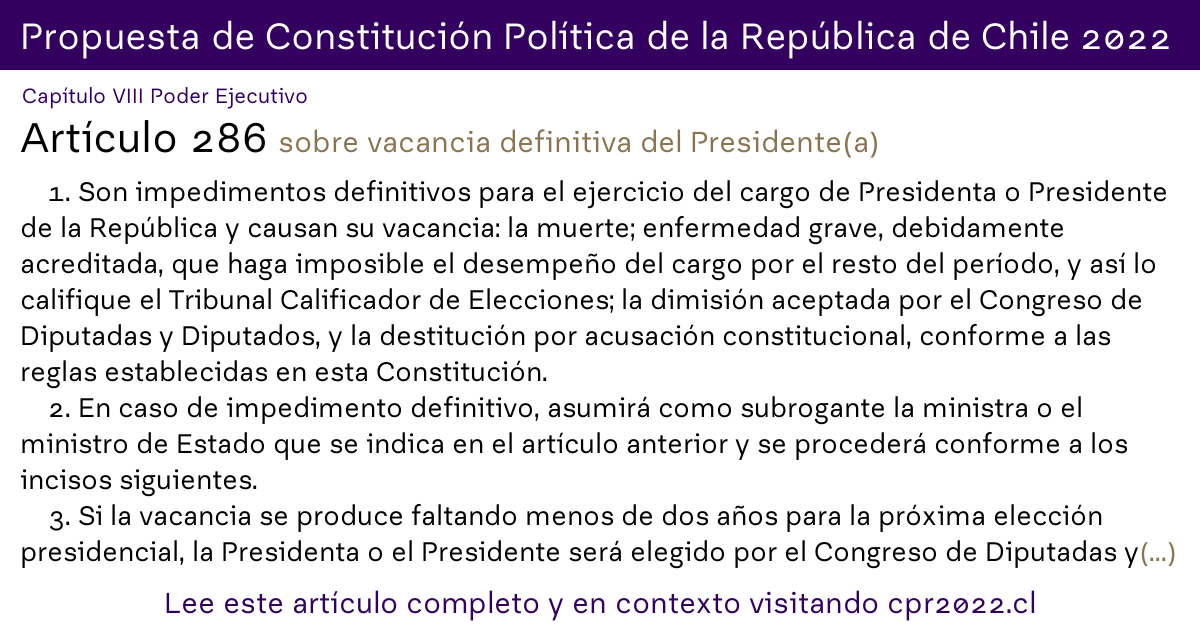 Propuesta de Constitución Política de la República de Chile 2022
Capítulo VIII Poder Ejecutivo
Artículo 286 sobre vacancia definitiva del Presidente(a)
1. Son impedimentos definitivos para el ejercicio del cargo de Presidenta o Presidente
de la República y causan su vacancia: la muerte; enfermedad grave, debidamente
acreditada, que haga imposible el desempeño del cargo por el resto del período, y así lo
califique el Tribunal Calificador de Elecciones; la dimisión aceptada por el Congreso de
Diputadas y Diputados, y la destitución por acusación constitucional, conforme a las
reglas establecidas en esta Constitución.
2. En caso de impedimento definitivo, asumirá como subrogante la ministra o el
ministro de Estado que se indica en el artículo anterior y se procederá conforme a los
incisos siguientes.
3. Si la vacancia se produce faltando menos de dos años para la próxima elección
presidencial, la Presidenta o el Presidente será elegido por el Congreso de Diputadas y(...)
Lee este artículo completo y en contexto visitando cpr2022.cl